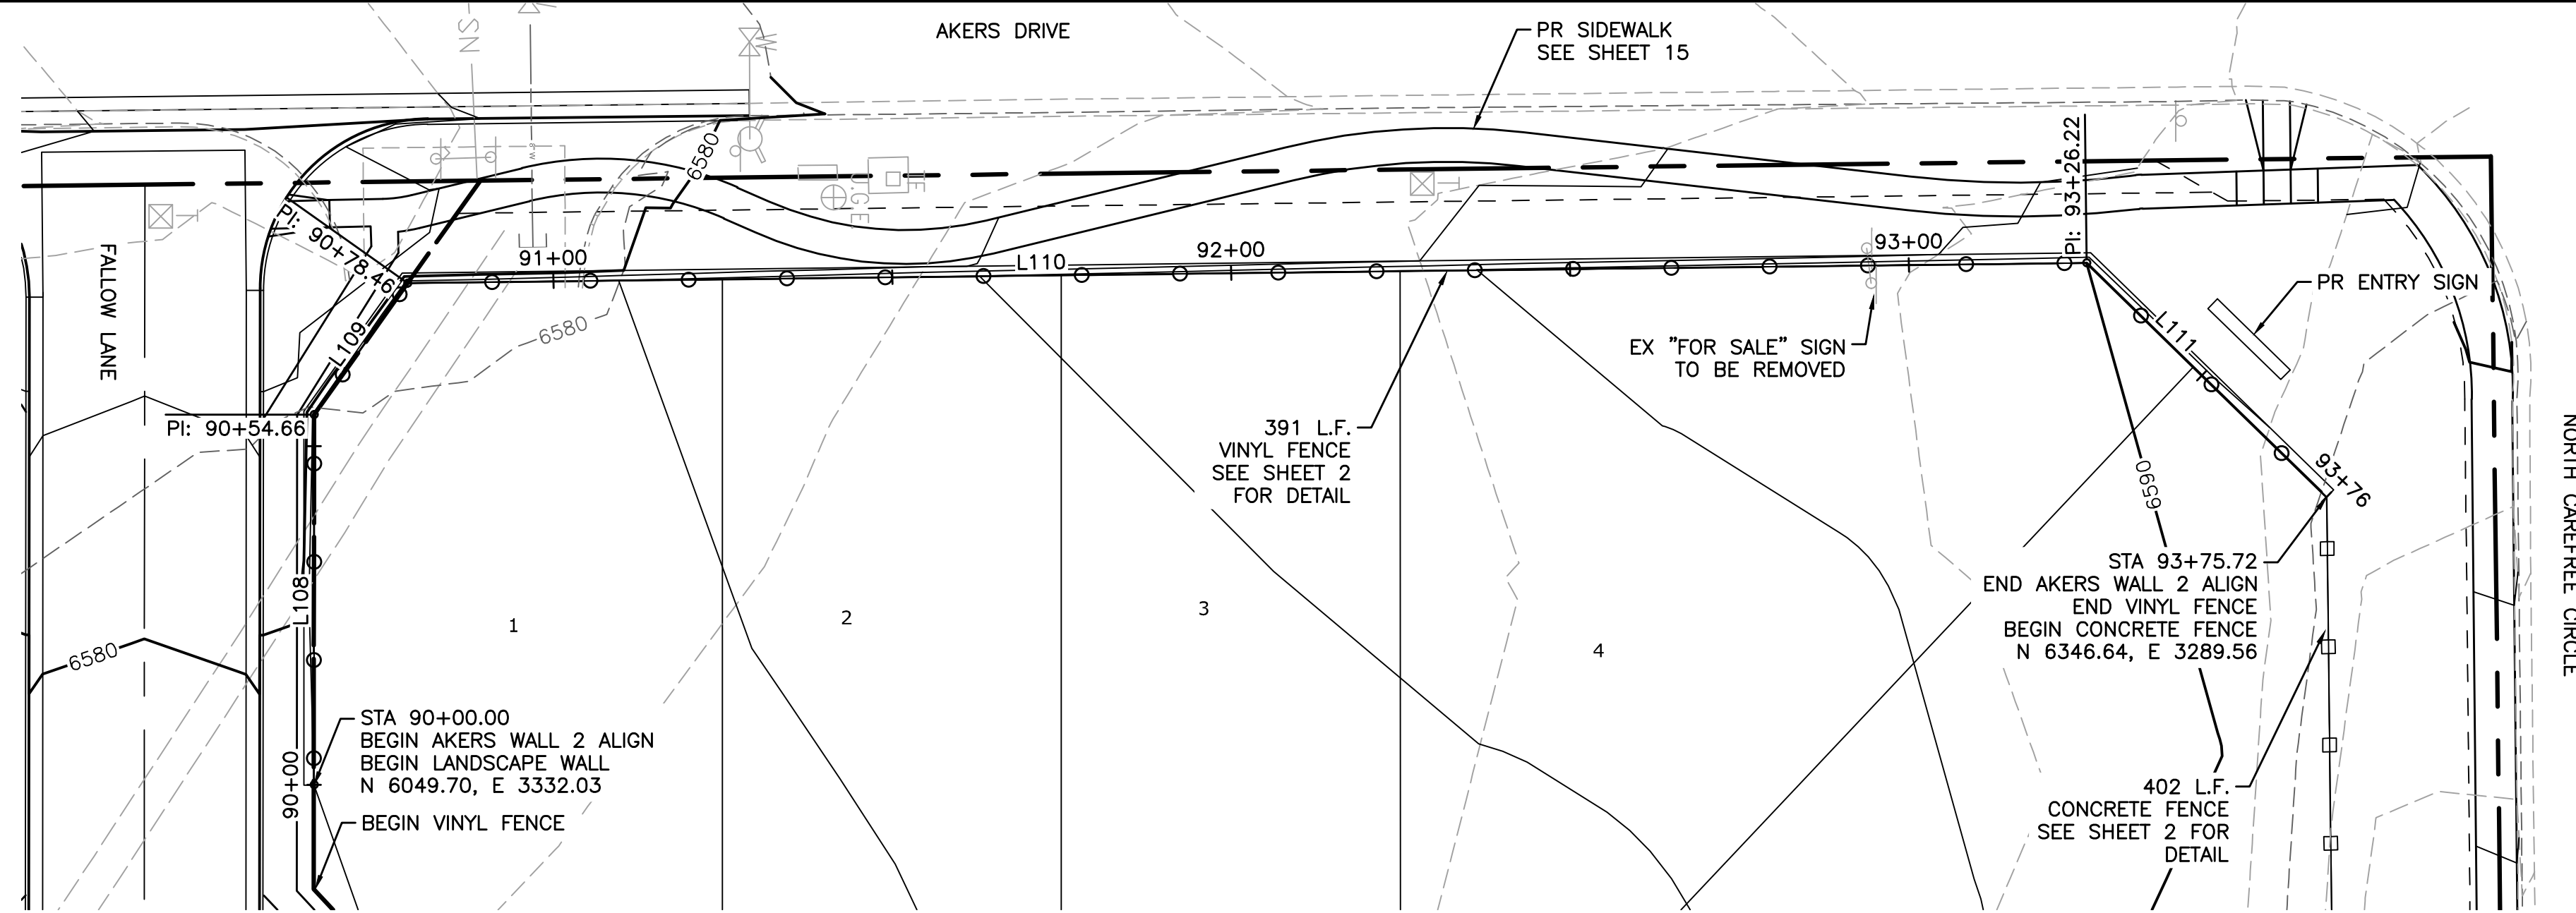 AKERS DRIVE
PR SIDEWALK
SEE SHEET 15
NS
W
8"W
6580
T
U.G.E
E
T
PI: 93+26.22
PI: 90+78.46
FALLOW LANE
91+00
L110
92+00
93+00
PR ENTRY SIGN
6580
L109
L111
EX "FOR SALE" SIGN
TO BE REMOVED
PI: 90+54.66
391 L.F.
VINYL FENCE
SEE SHEET 2
FOR DETAIL
93+76
6590
NORTH CAREFREE CIRCLE
STA 93+75.72
END AKERS WALL 2 ALIGN
END VINYL FENCE
BEGIN CONCRETE FENCE
N 6346.64, E 3289.56
L108
1
2
3
4
6580
STA 90+00.00
BEGIN AKERS WALL 2 ALIGN
BEGIN LANDSCAPE WALL
N 6049.70, E 3332.03
90+00
BEGIN VINYL FENCE
402 L.F.
CONCRETE FENCE
SEE SHEET 2 FOR
DETAIL